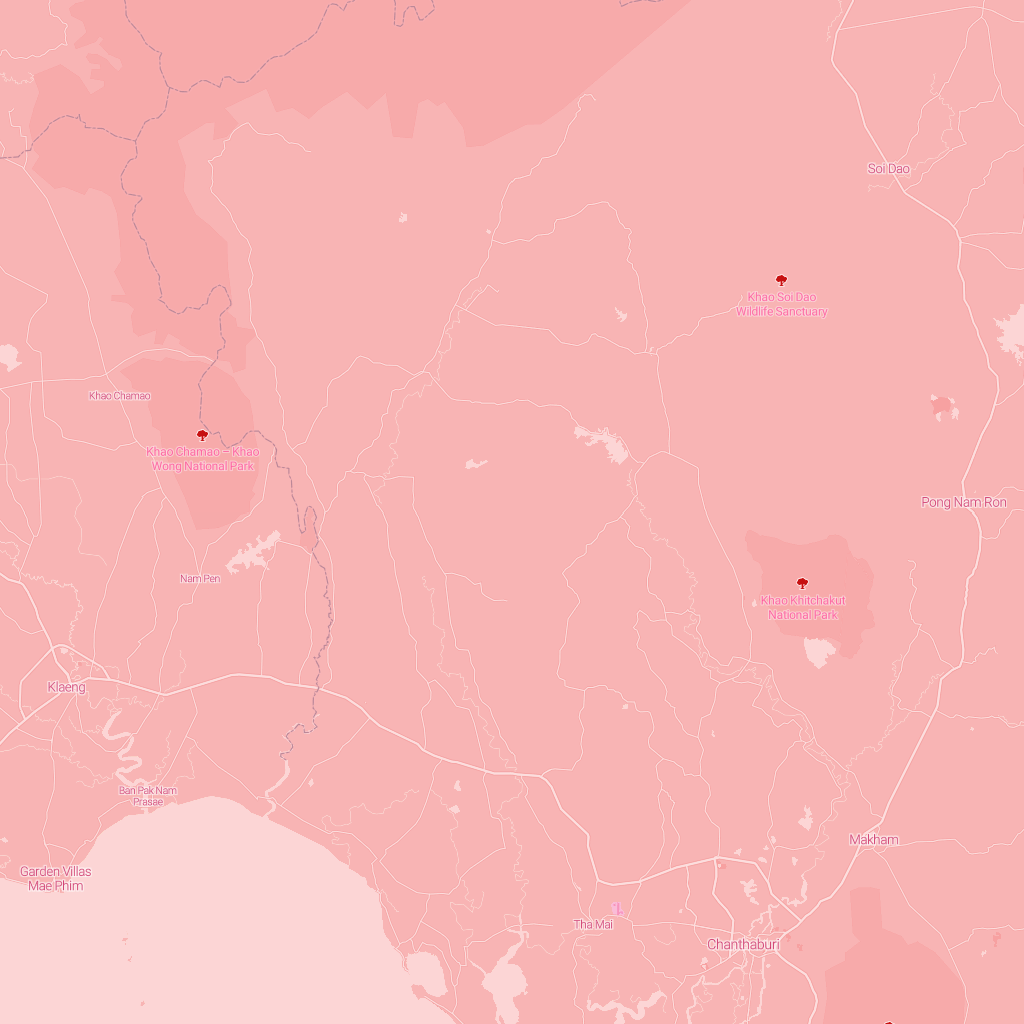 Soi Dao
Khao Soi Dao
Wildlife Sanctuary
Khao Chamao
Khao Chamao – Khao
Wong National Park
Pong Nam Ron
Nam Pen
Khao Khitchakut
National Park
Klaeng
Ban Pak Nam
Prasae
Makham
Garden Villas
Mae Phim
Tha Mai
Chanthaburi